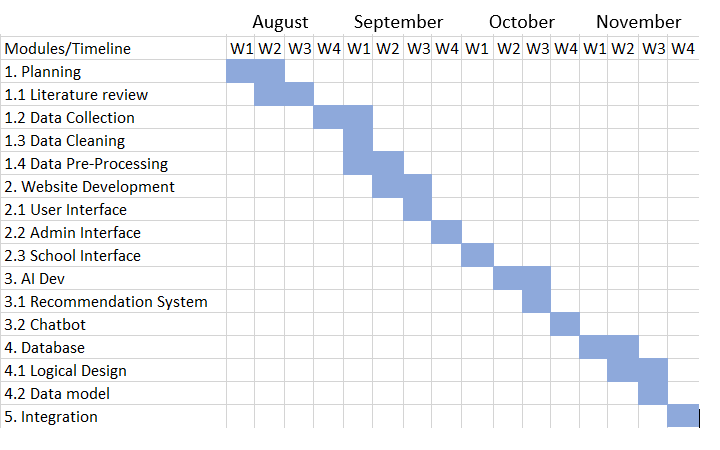 August September October November
Modules/Timeline W1 W2 W3 W4 W1 W2 W3 W4 W1 W2 W3 W4 W1 W2 W3 W4
1. Planning
1.1 Literature review
1.2 Data Collection
1.3 Data Cleaning
1.4 Data Pre-Processing
2. Website Development
2.1 User Interface
2.2 Admin Interface
2.3 School Interface
3. AI Dev
3.1 Recommendation System
3.2 Chatbot
4. Database
4.1 Logical Design
4.2 Data model
5. Integration